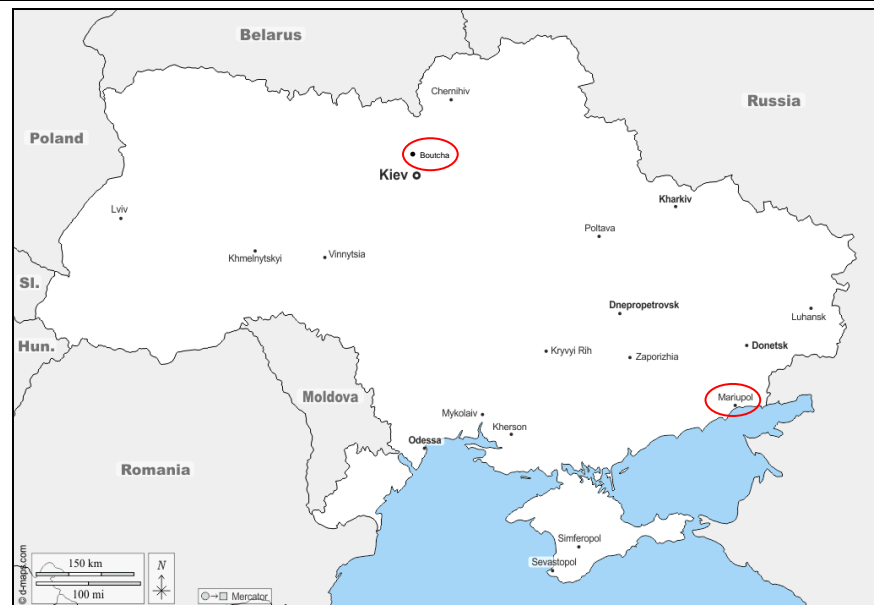 Belarus
Russia
Chernihiv
Poland
Boutcha
Kiev
Kharkiv
Lviv
Poltava
Khmelnytskyi
Vinnytsia
Sl.
Dnepropetrovsk
Luhansk
Hun.
Kryvyi Rih
Zaporizhia
Donetsk
Moldova
Mariupol
Mykolaiv
Kherson
Odessa
Romania
Simferopol
Sevastopol
© d-maps.com
150 km
100 mi
N
Mercator